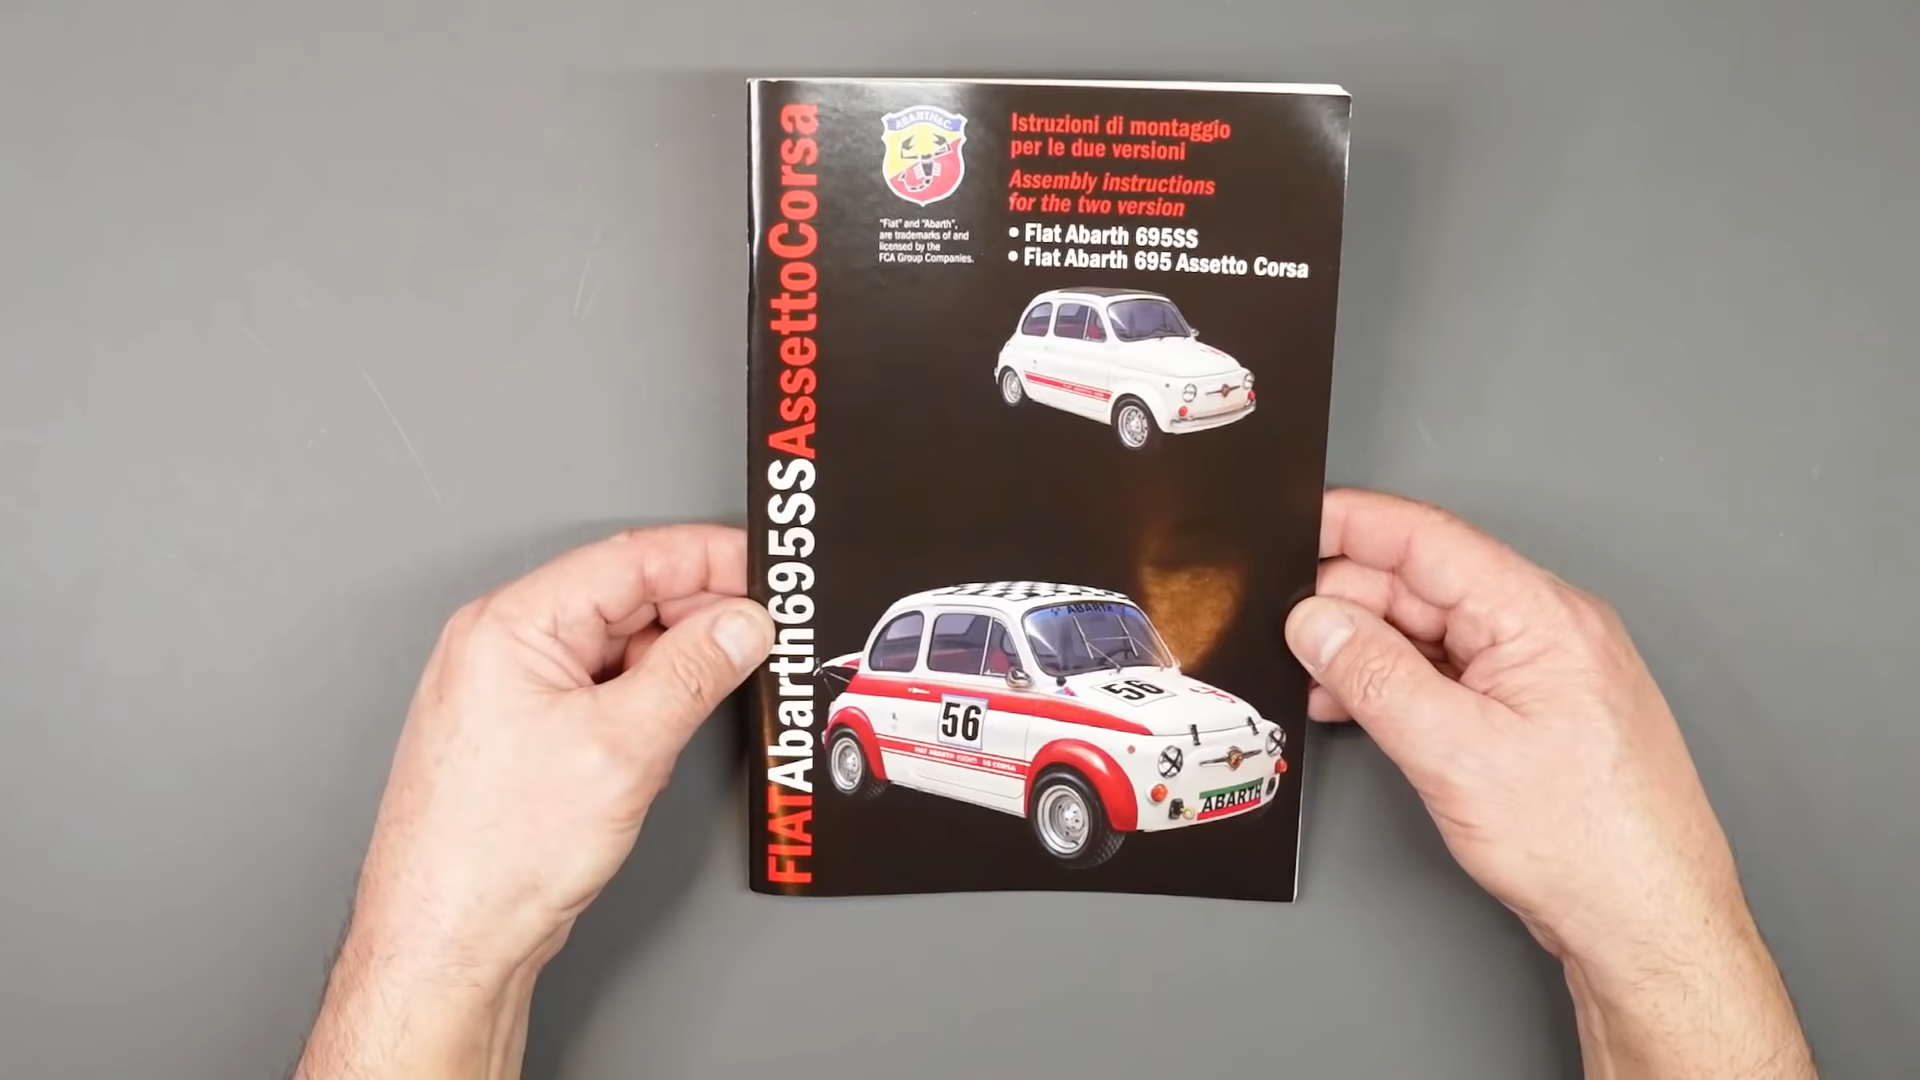 FIATAbarth695SSAssettoCorsa
ABARTH&C.
"Fiat" and "Abarth",
are trademarks of and
licensed by the
FCA Group Companies.
Istruzioni di montaggio
per le due versioni
Assembly instructions
for the two version
• Fiat Abarth 695SS
• Fiat Abarth 695 Assetto Corsa
ABARTH
56
56
ABARTH